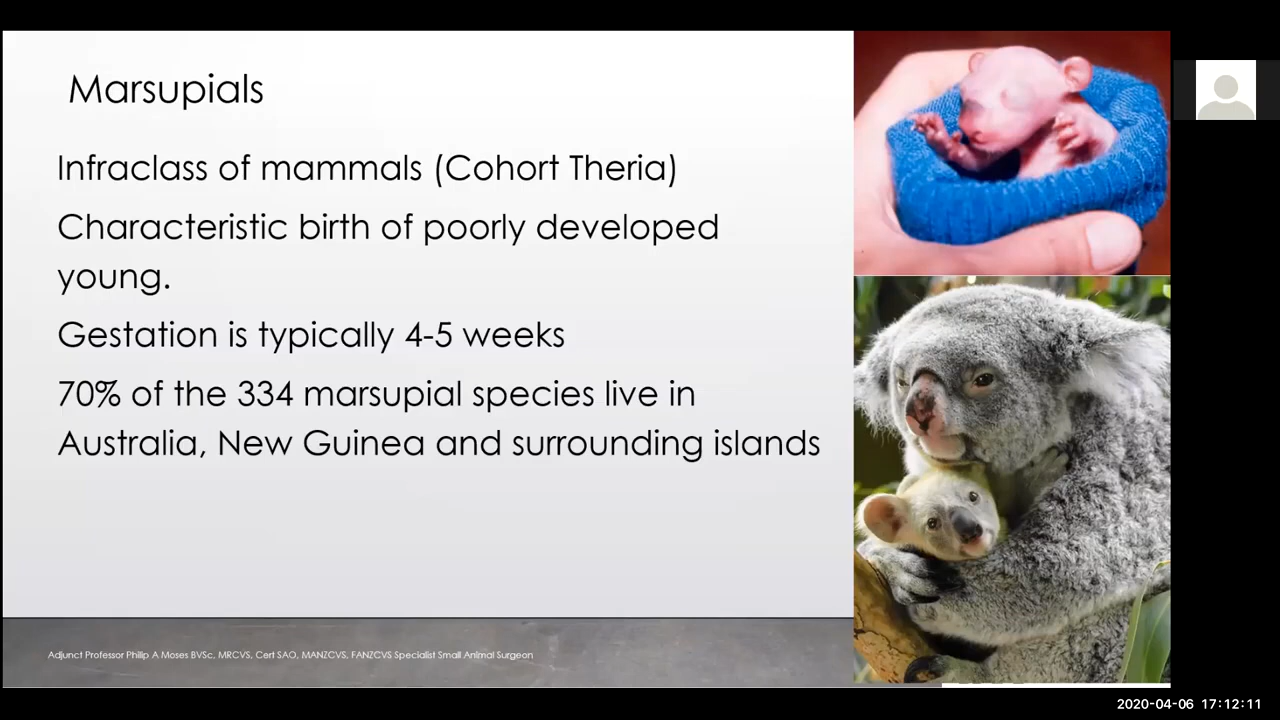 Marsupials
Infraclass of mammals (Cohort Theria)
Characteristic birth of poorly developed
young.
Gestation is typically 4-5 weeks
70% of the 334 marsupial species live in
Australia, New Guinea and surrounding islands
Adjunct Professor Philip A Moses BVSc, MRCVS, Cert SAO, MANZCVS, FANZCVS Specialist Small Animal Surgeon
2020-04-06 17:12:11